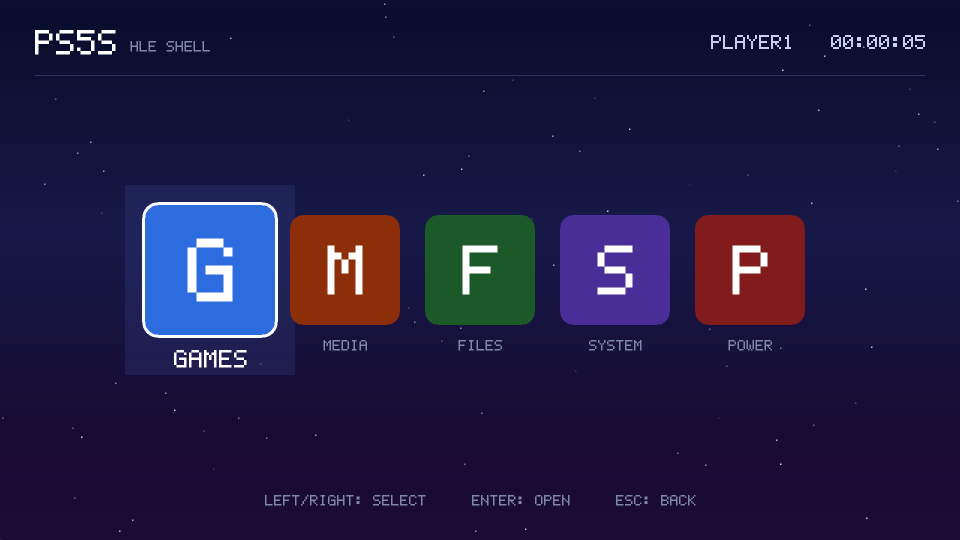 PS5S HLE SHELL PLAYER1 00:00:05
G M F S P
GAMES MEDIA FILES SYSTEM POWER
LEFT/RIGHT: SELECT ENTER: OPEN ESC: BACK